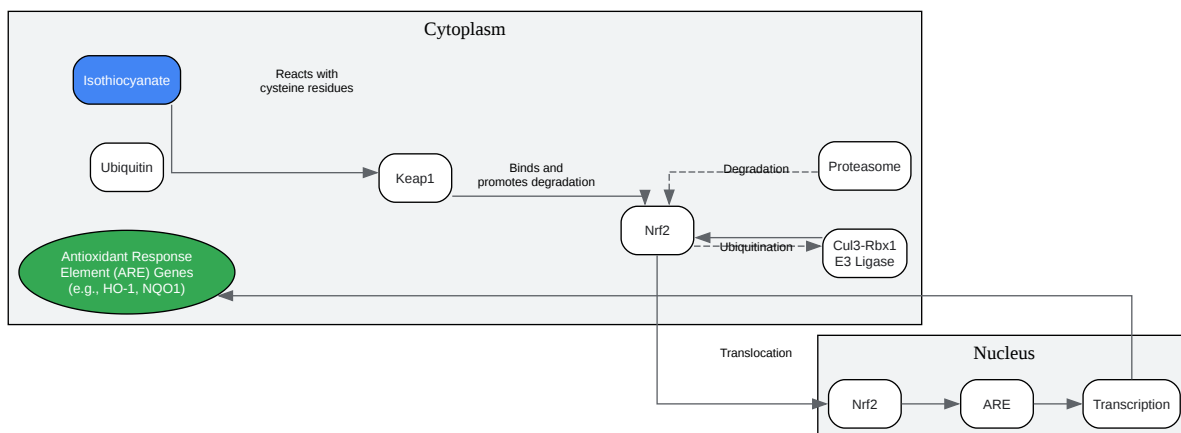 Cytoplasm
Isothiocyanate
Reacts with
cysteine residues
Ubiquitin
Keap1
Binds and
promotes degradation
Degradation
Proteasome
Nrf2
Ubiquitination
Cul3-Rbx1
E3 Ligase
Antioxidant Response
Element (ARE) Genes
(e.g., HO-1, NQO1)
Translocation
Nucleus
Nrf2
ARE
Transcription